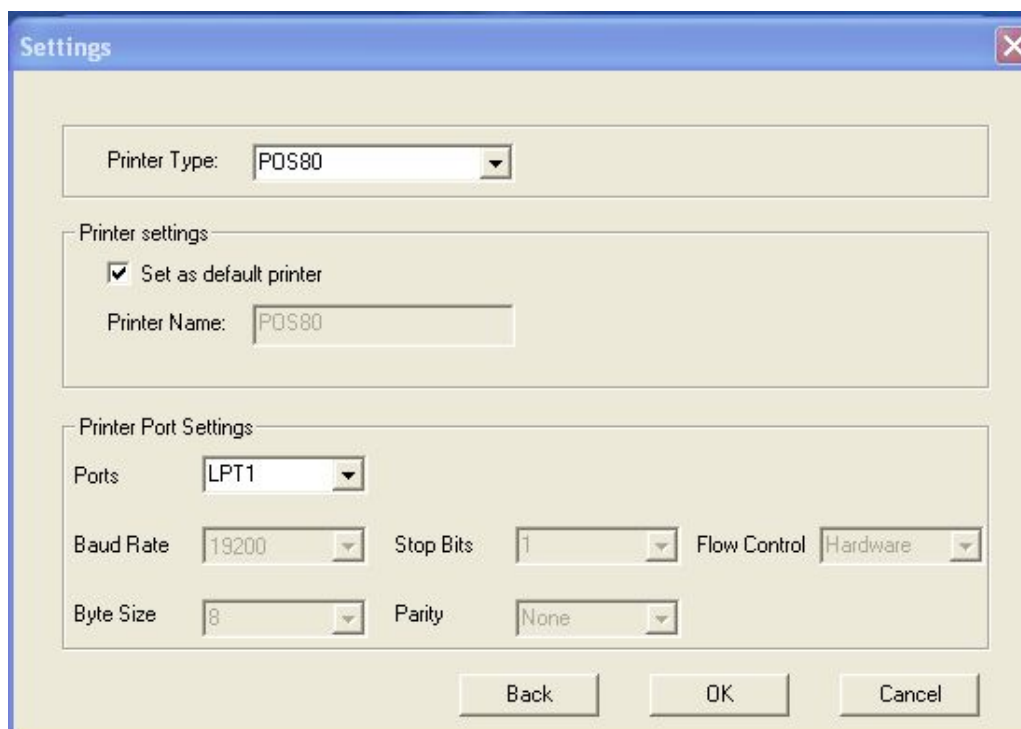 Settings
Printer Type: POS80
Printer settings
Set as default printer
Printer Name: POS80
Printer Port Settings
Ports LPT1
Baud Rate 19200 Stop Bits 1 Flow Control Hardware
Byte Size 8 Parity None
Back OK Cancel